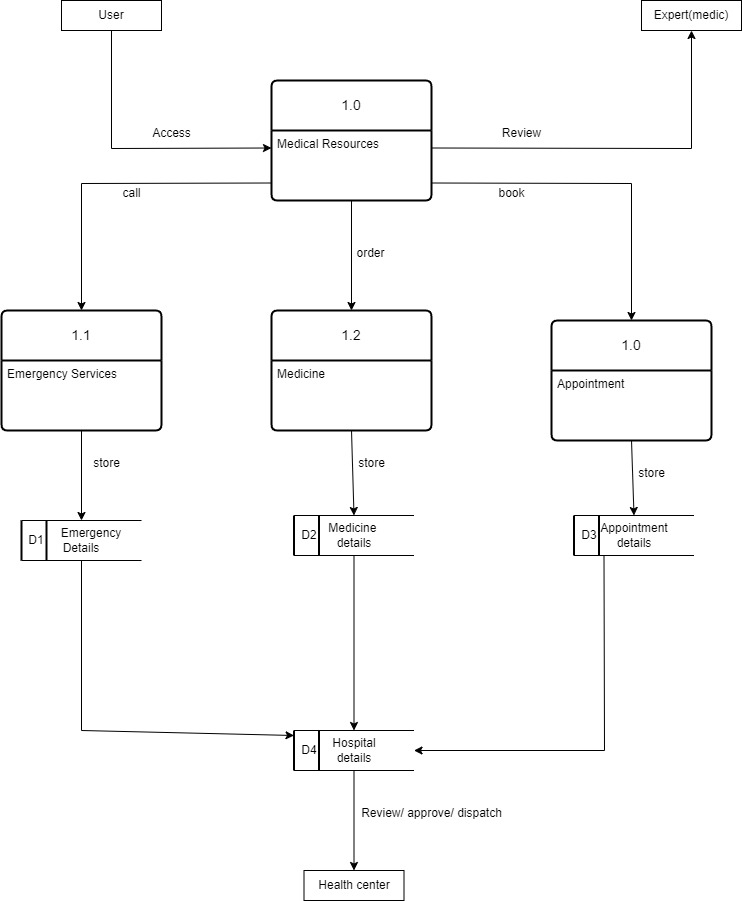 User
Expert(medic)
1.0
Access
Review
Medical Resources
call
book
order
1.1
1.2
1.0
Emergency Services
Medicine
Appointment
store
store
store
D1
Emergency
Details
D2
Medicine
details
D3
Appointment
details
D4
Hospital
details
Review/ approve/ dispatch
Health center